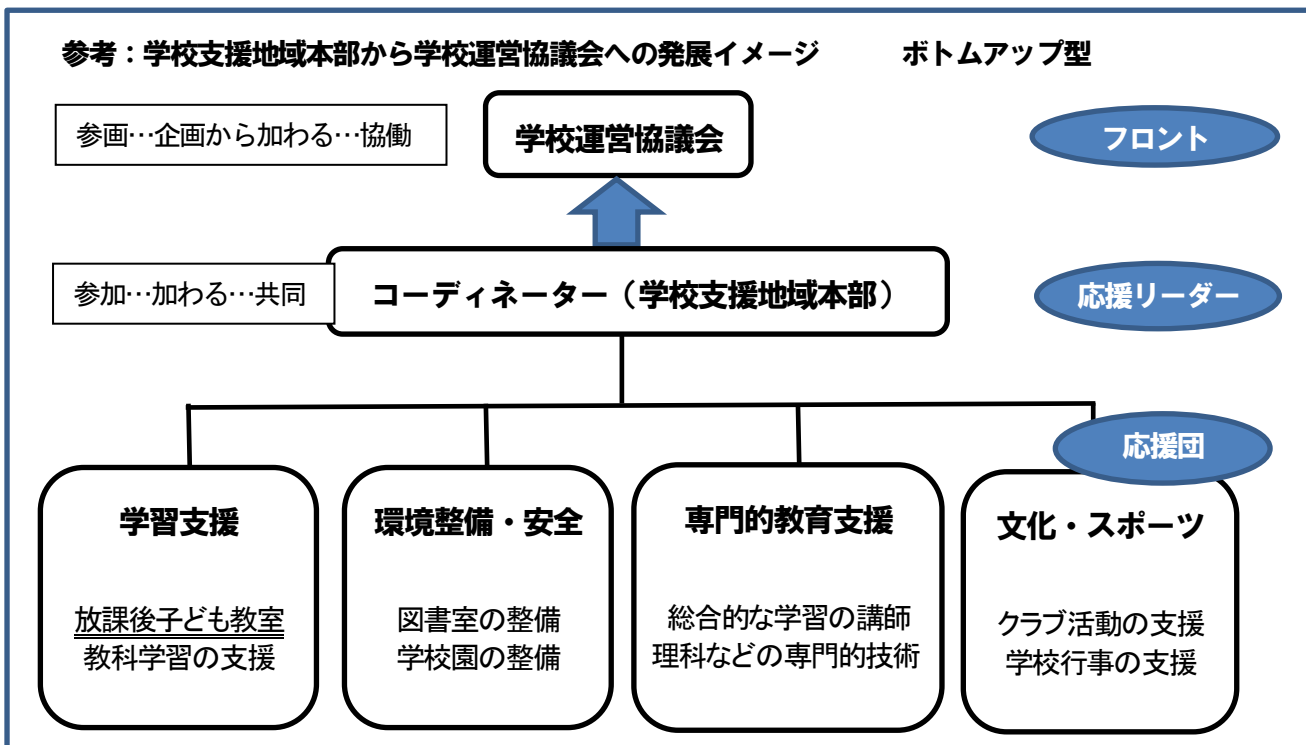 参考：学校支援地域本部から学校運営協議会への発展イメージ　ボトムアップ型
参画…企画から加わる…協働
学校運営協議会
フロント
参加…加わる…共同
コーディネーター（学校支援地域本部）
応援リーダー
応援団
学習支援
放課後子ども教室
教科学習の支援
環境整備・安全
図書室の整備
学校園の整備
専門的教育支援
総合的な学習の講師
理科などの専門的技術
文化・スポーツ
クラブ活動の支援
学校行事の支援